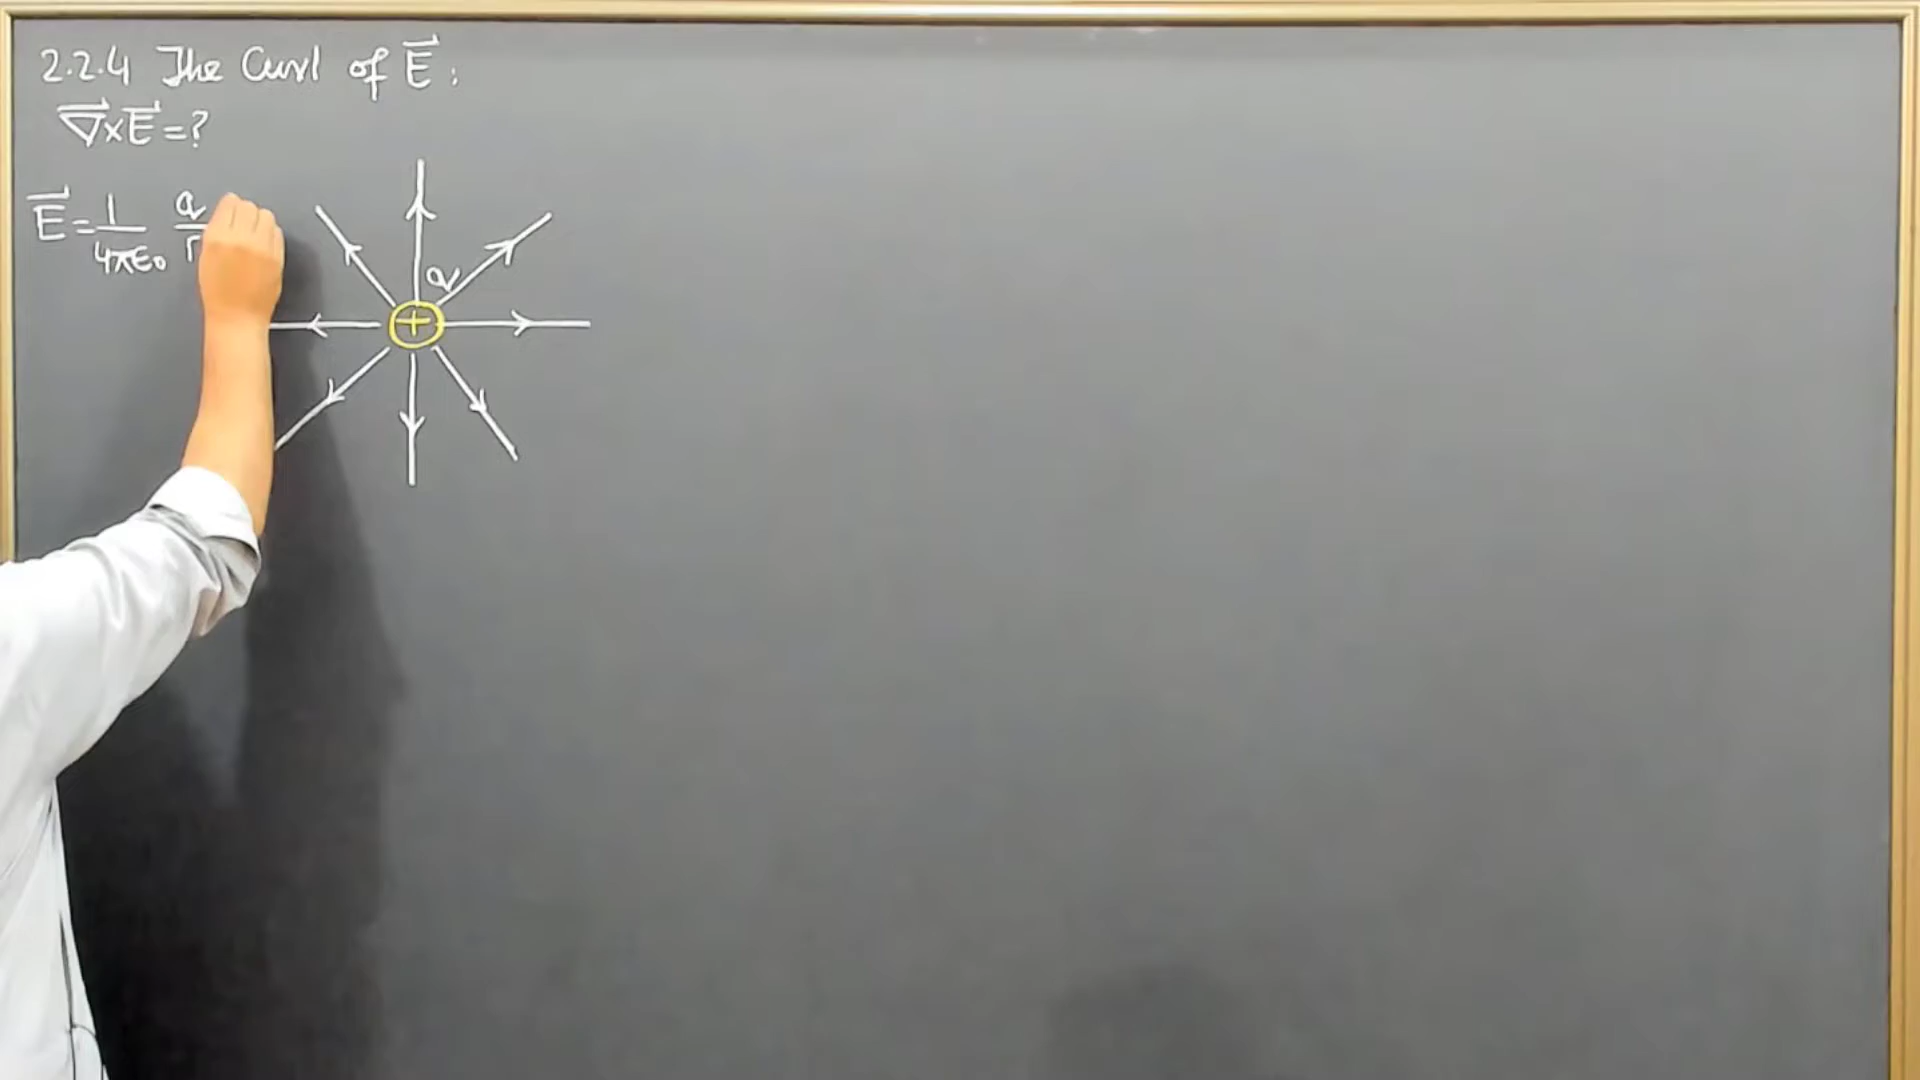 2.2.4 The Curl of E⃗:
∇⃗×E⃗=?
E⃗ = 1/4πε₀ q/r
q
+